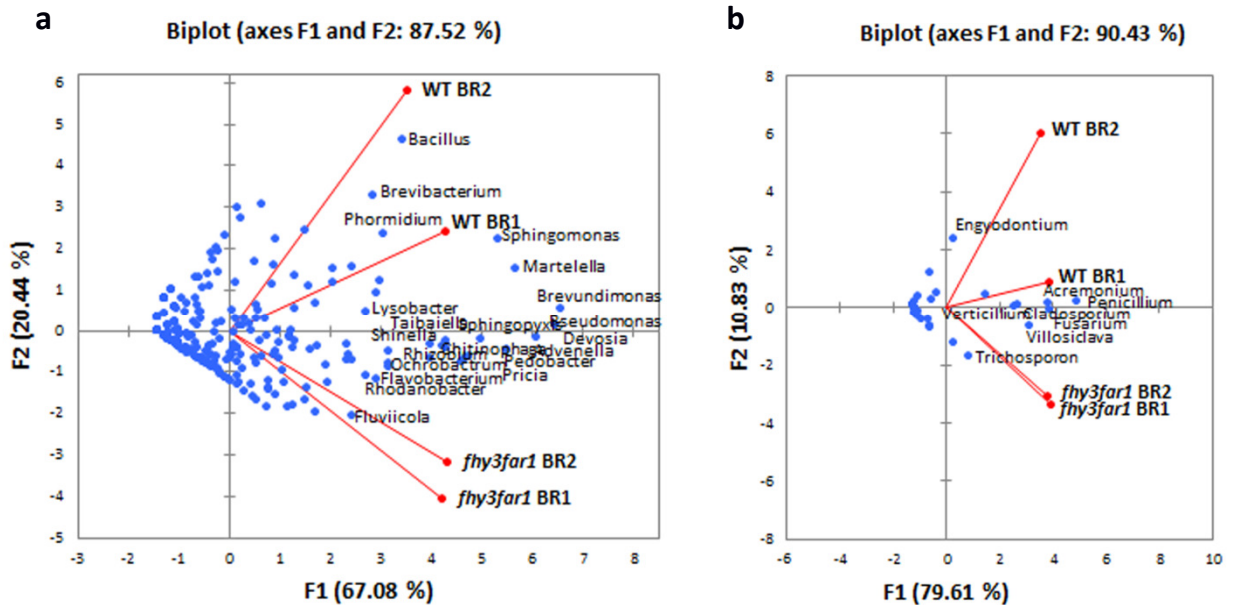 a
Biplot (axes F1 and F2: 87.52 %)
6
5
4
3
2
1
0
-1
-2
-3
-4
-5
F2 (20.44 %)
WT BR2
Bacillus
Brevibacterium
Phormidium
WT BR1
Sphingomonas
Martelella
Brevundimonas
Lysobacter
Taibaiella
Sphingopyxis
Pseudomonas
Shinella
Devosia
Chitinophaga
Advenella
Rhizobium
Pedobacter
Ochrobactrum
Flavobacterium
Pricia
Rhodanobacter
Fluviicola
fhy3far1 BR2
fhy3far1 BR1
-3
-2
-1
0
1
2
3
4
5
6
7
8
F1 (67.08 %)
b
Biplot (axes F1 and F2: 90.43 %)
8
6
4
2
0
-2
-4
-6
-8
F2 (10.83 %)
WT BR2
Engyodontium
WT BR1
Acremonium
Penicillium
Verticillium
Cladosporium
Fusarium
Villosiclava
Trichosporon
fhy3far1 BR2
fhy3far1 BR1
-6
-4
-2
0
2
4
6
8
10
F1 (79.61 %)